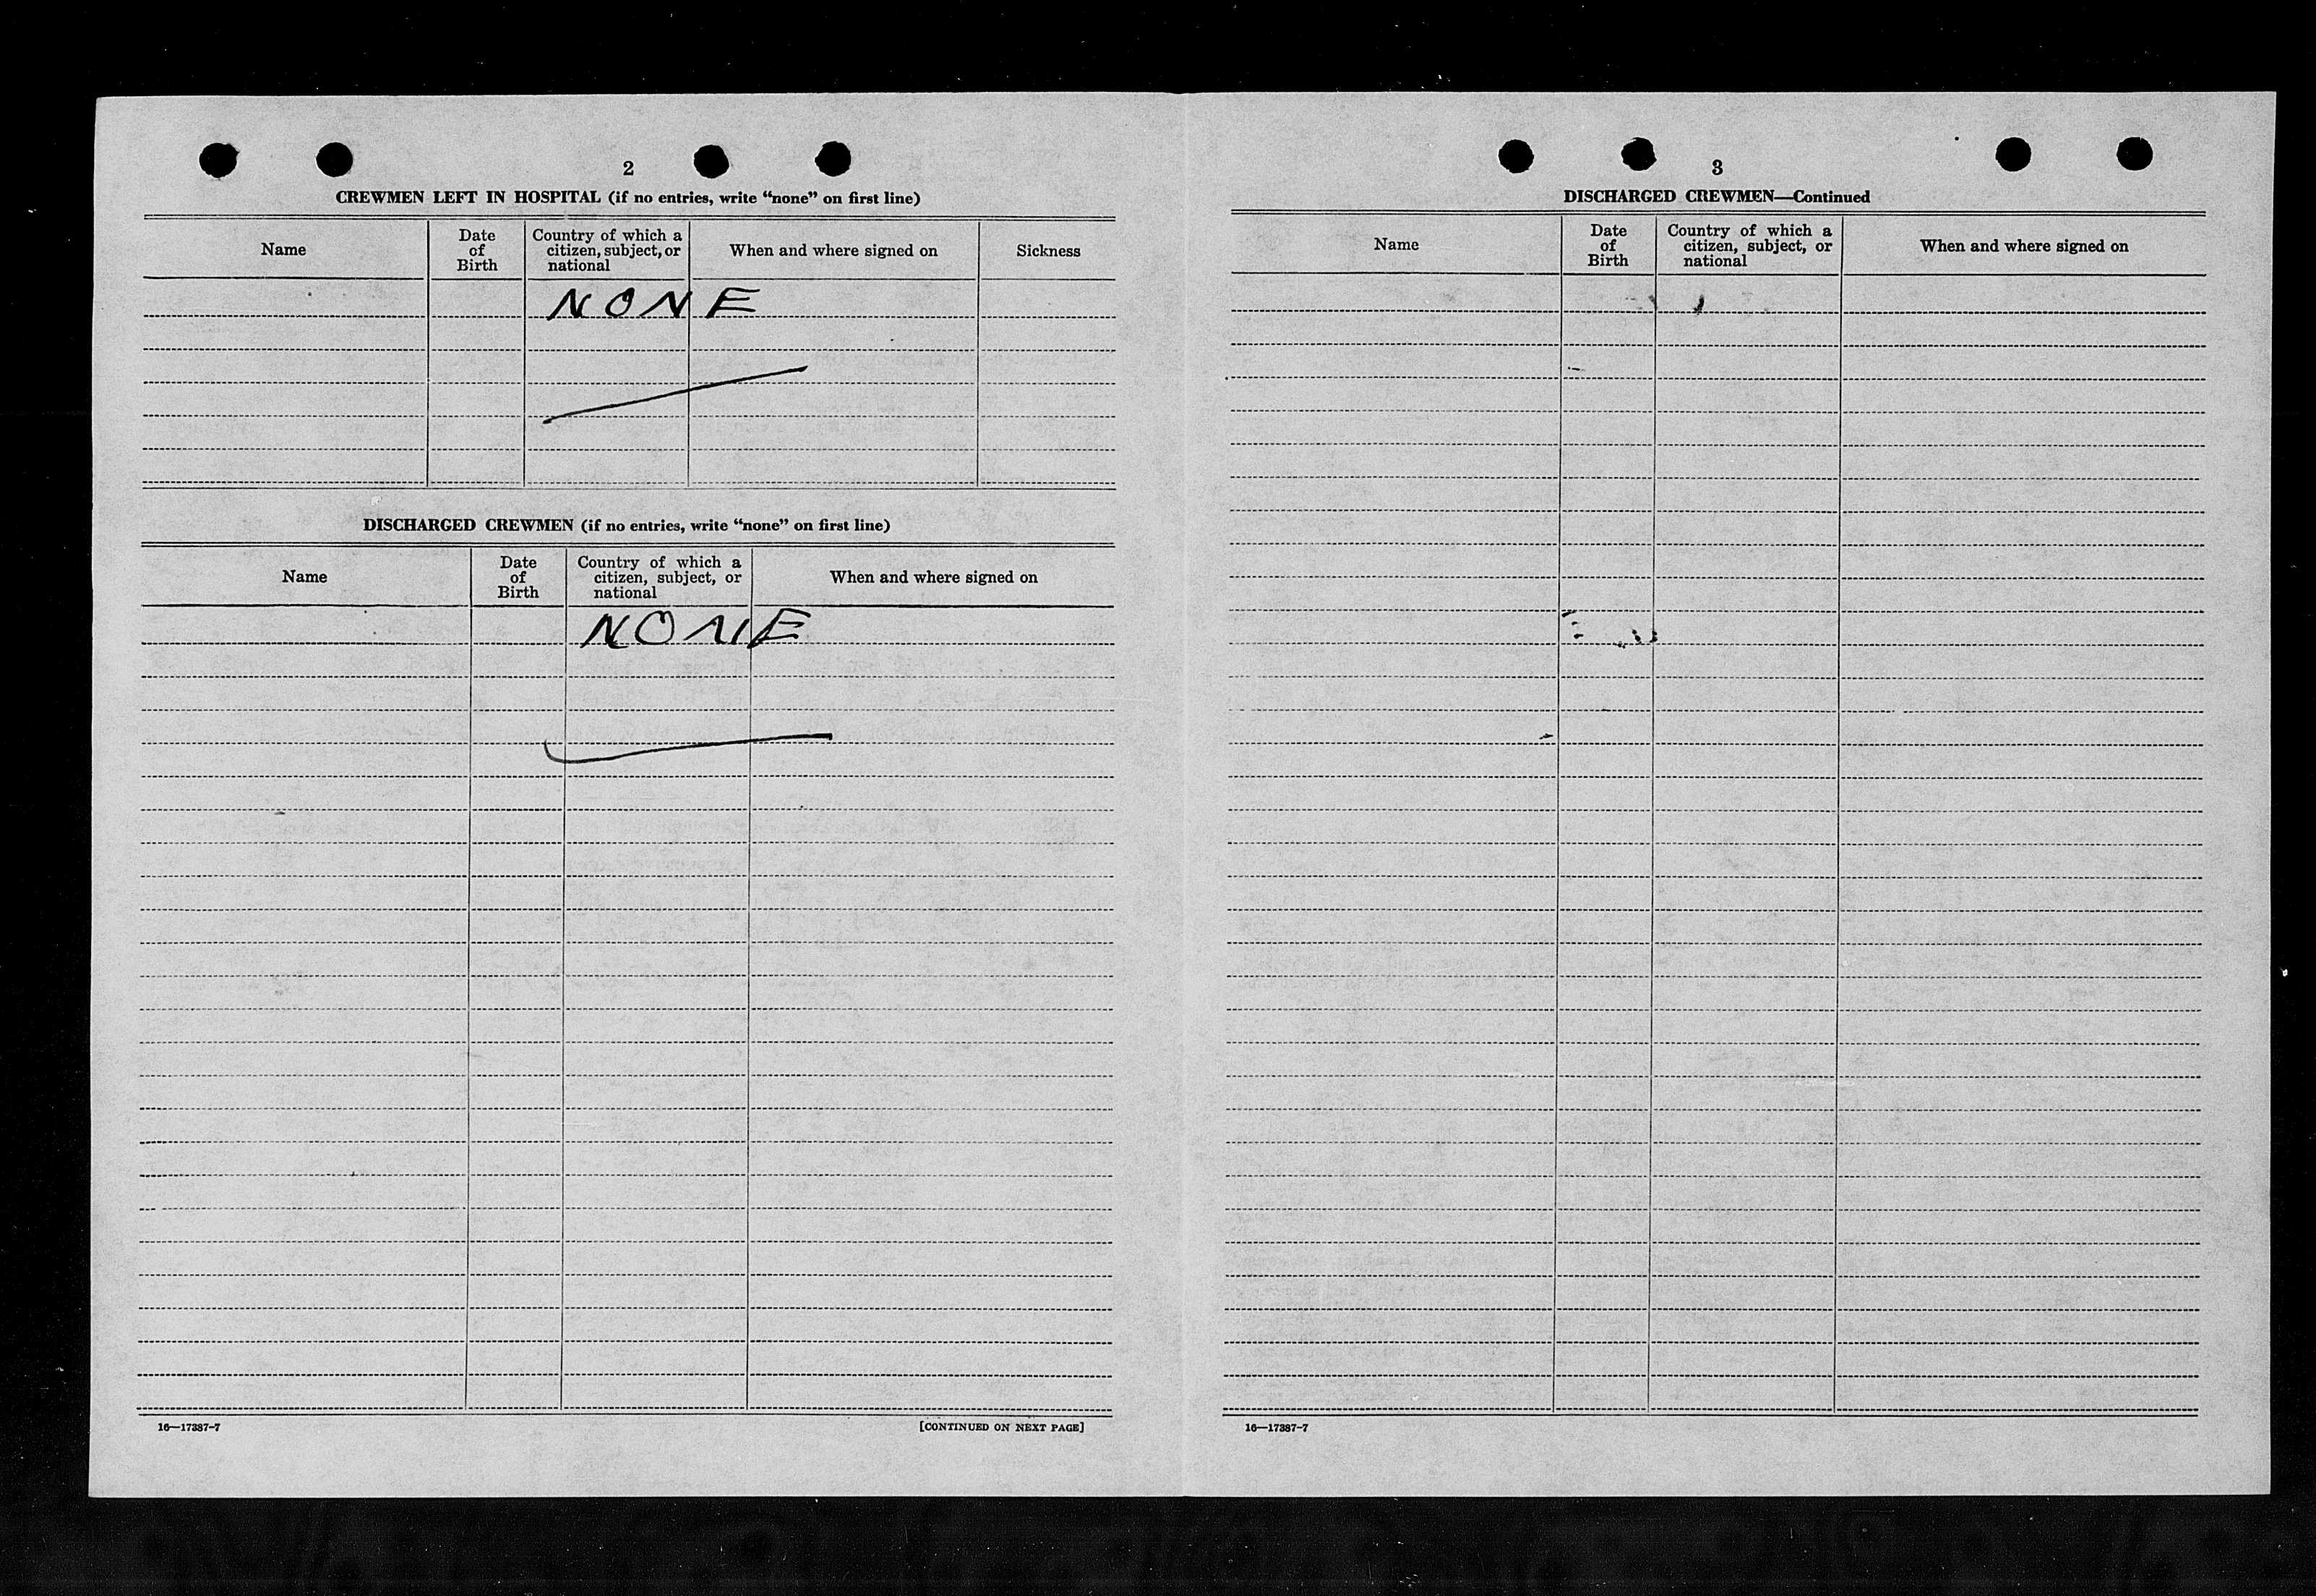 2
CREWMEN LEFT IN HOSPITAL (if no entries, write “none” on first line)
Name
Date
of
Birth
Country of which a
citizen, subject, or
national
When and where signed on
Sickness
NONE
DISCHARGED CREWMEN (if no entries, write “none” on first line)
Name
Date
of
Birth
Country of which a
citizen, subject, or
national
When and where signed on
NONE
16—17387-7
[CONTINUED ON NEXT PAGE]
3
DISCHARGED CREWMEN—Continued
Name
Date
of
Birth
Country of which a
citizen, subject, or
national
When and where signed on
16—17387-7